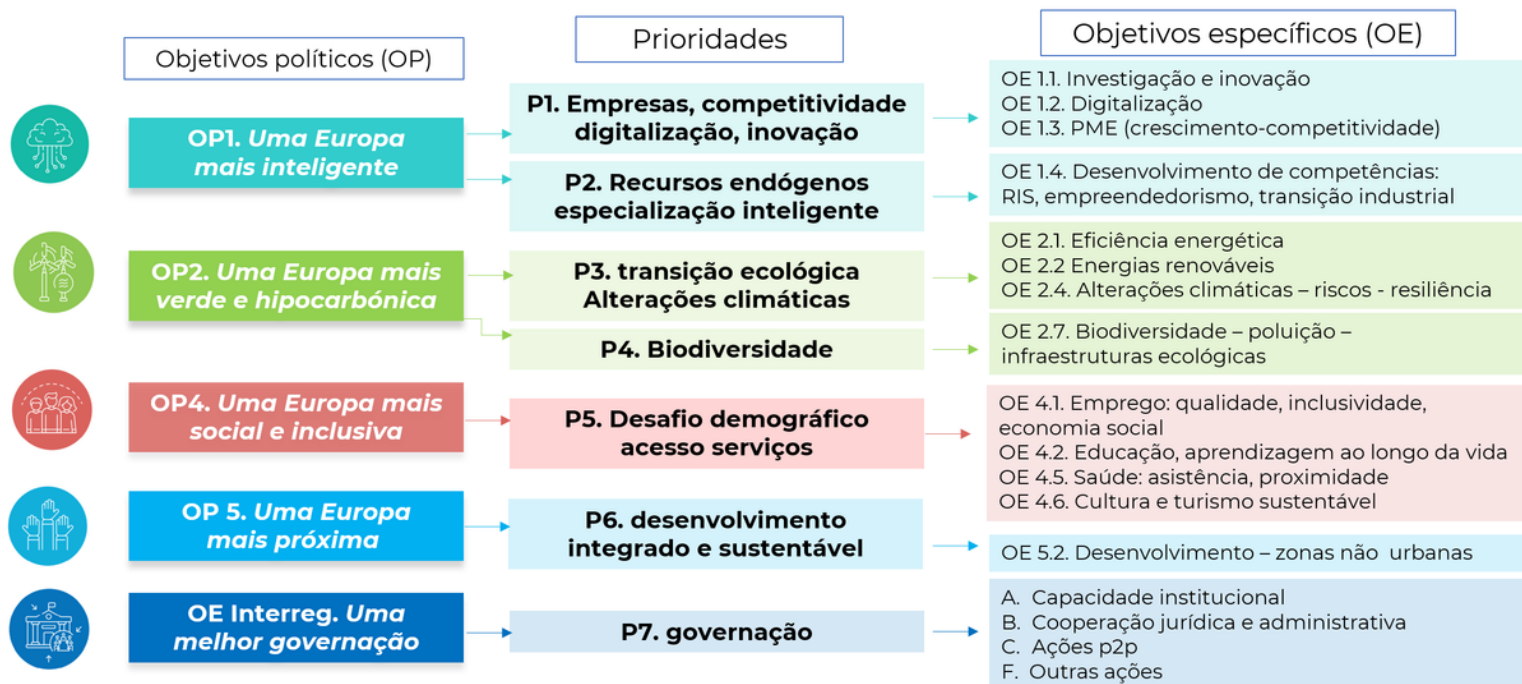 Objetivos políticos (OP)
Prioridades
Objetivos específicos (OE)
OP1. Uma Europa
mais inteligente
P1. Empresas, competitividade
digitalização, inovação
OE 1.1. Investigação e inovação
OE 1.2. Digitalização
OE 1.3. PME (crescimento-competitividade)
P2. Recursos endógenos
especialização inteligente
OE 1.4. Desenvolvimento de competências:
RIS, empreendedorismo, transição industrial
OP2. Uma Europa mais
verde e hipocarbónica
P3. transição ecológica
Alterações climáticas
OE 2.1. Eficiência energética
OE 2.2 Energias renováveis
OE 2.4. Alterações climáticas – riscos - resiliência
P4. Biodiversidade
OE 2.7. Biodiversidade – poluição –
infraestruturas ecológicas
OP4. Uma Europa mais
social e inclusiva
P5. Desafio demográfico
acesso serviços
OE 4.1. Emprego: qualidade, inclusividade,
economia social
OE 4.2. Educação, aprendizagem ao longo da vida
OE 4.5. Saúde: asistência, proximidade
OE 4.6. Cultura e turismo sustentável
OP 5. Uma Europa
mais próxima
P6. desenvolvimento
integrado e sustentável
OE 5.2. Desenvolvimento – zonas não urbanas
OE Interreg. Uma
melhor governação
P7. governação
A. Capacidade institucional
B. Cooperação jurídica e administrativa
C. Ações p2p
F. Outras ações